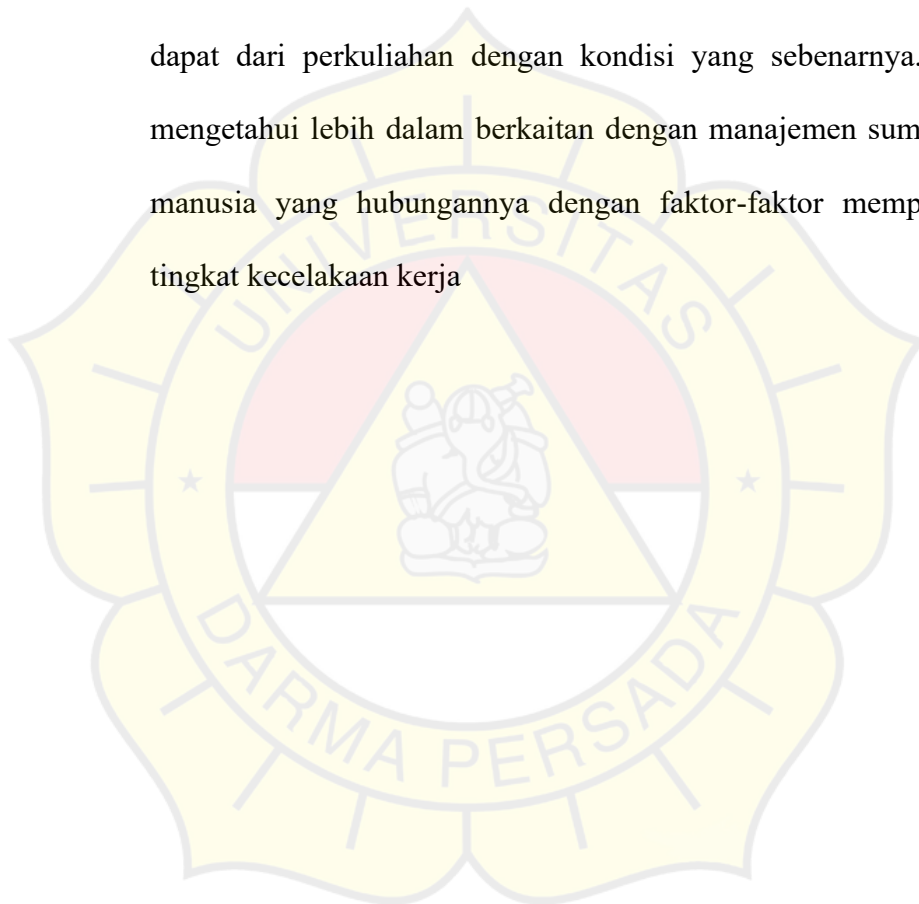 dapat dari perkuliahan dengan kondisi yang sebenarnya.
mengetahui lebih dalam berkaitan dengan manajemen sum
manusia yang hubungannya dengan faktor-faktor memp
tingkat kecelakaan kerja
UNIVERSITAS
DARMA PERSADA